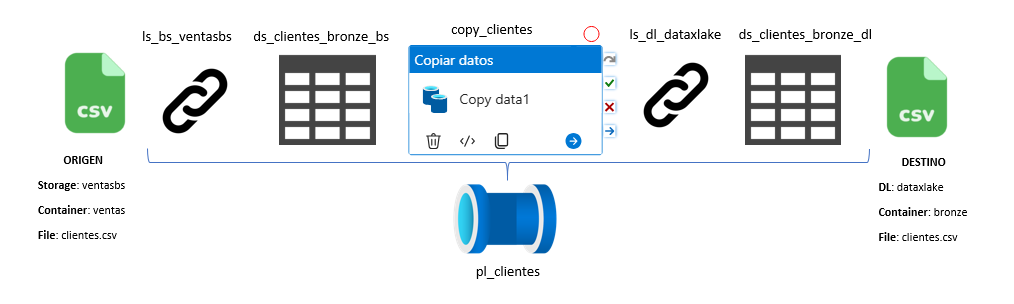 copy_clientes
ls_bs_ventasbs
ds_clientes_bronze_bs
ls_dl_dataxlake
ds_clientes_bronze_dl
Copiar datos
Copy data1
CSV
CSV
ORIGEN
Storage: ventasbs
Container: ventas
File: clientes.csv
DESTINO
DL: dataxlake
Container: bronze
File: clientes.csv
pl_clientes